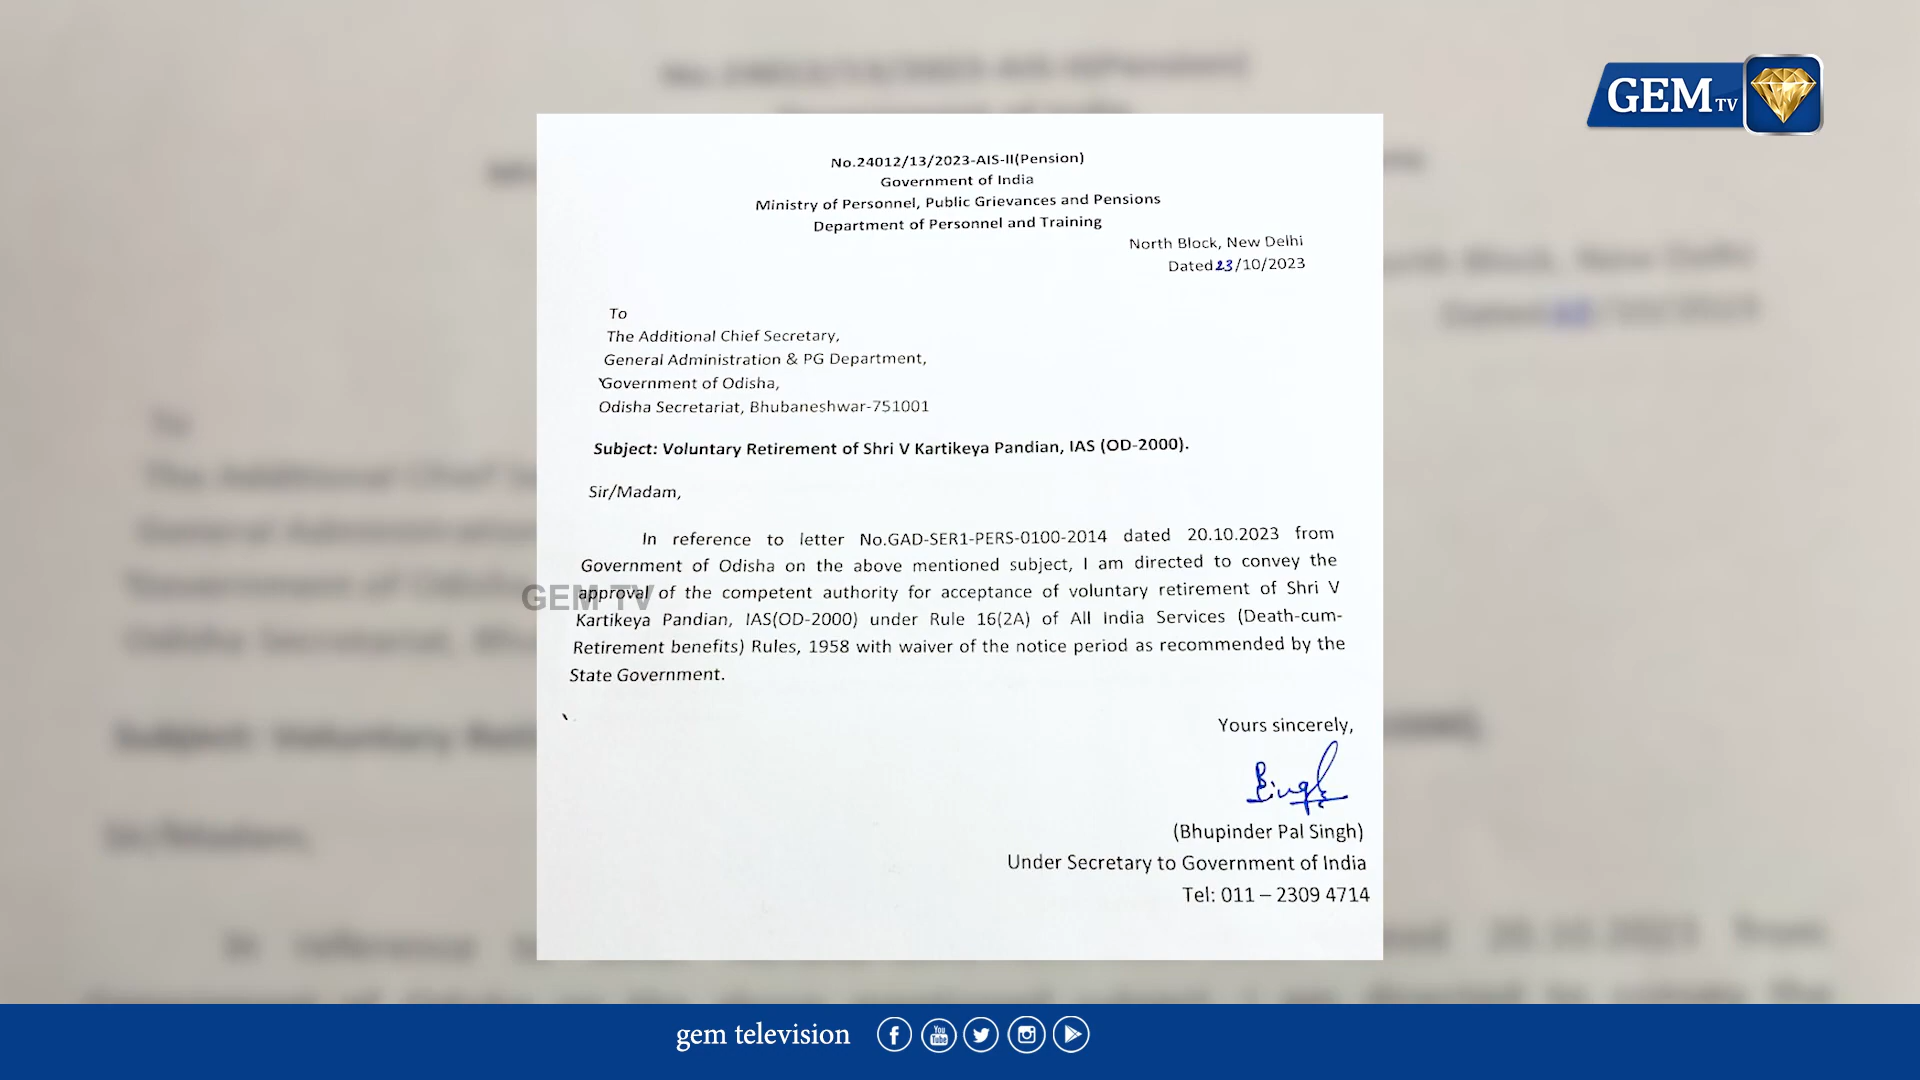 GEM TV
No.24012/13/2023-AIS-II(Pension)
Government of India
Ministry of Personnel, Public Grievances and Pensions
Department of Personnel and Training
North Block, New Delhi
Dated 23/10/2023
To
The Additional Chief Secretary,
General Administration & PG Department,
Government of Odisha,
Odisha Secretariat, Bhubaneshwar-751001
Subject: Voluntary Retirement of Shri V Kartikeya Pandian, IAS (OD-2000).
Sir/Madam,
In reference to letter No.GAD-SER1-PERS-0100-2014 dated 20.10.2023 from
Government of Odisha on the above mentioned subject, I am directed to convey the
approval of the competent authority for acceptance of voluntary retirement of Shri V
Kartikeya Pandian, IAS(OD-2000) under Rule 16(2A) of All India Services (Death-cum-
Retirement benefits) Rules, 1958 with waiver of the notice period as recommended by the
State Government.
GEM TV
Yours sincerely,
(Bhupinder Pal Singh)
Under Secretary to Government of India
Tel: 011 – 2309 4714
gem television
You Tube